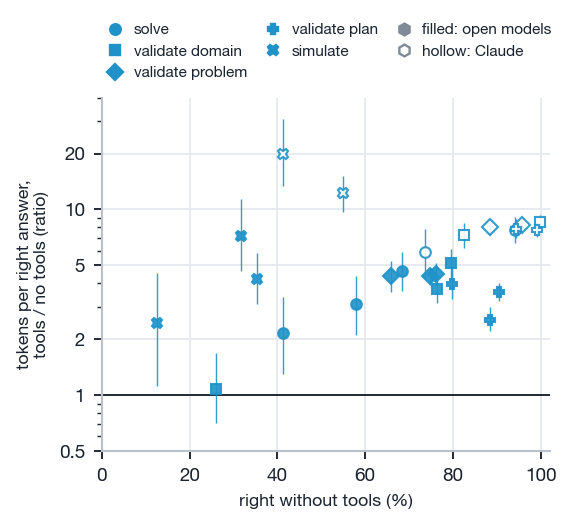 solve
validate domain
validate problem
validate plan
simulate
filled: open models
hollow: Claude
tokens per right answer,
tools / no tools (ratio)
20
10
5
2
1
0.5
0
20
40
60
80
100
right without tools (%)